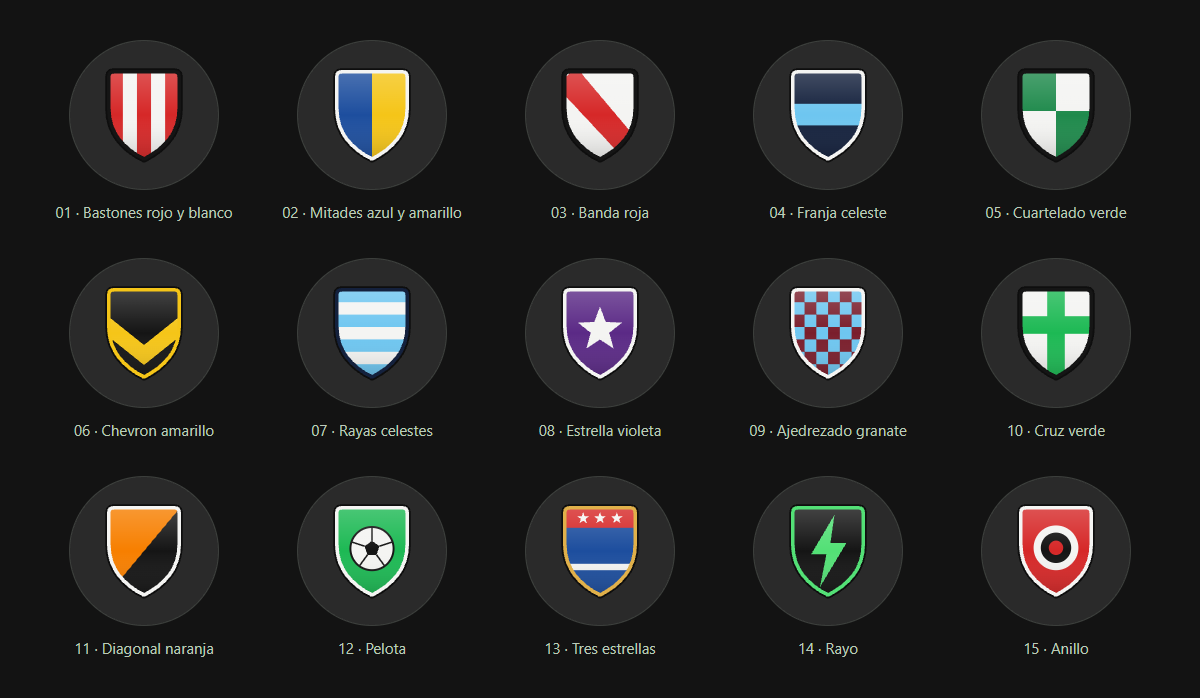 01 · Bastones rojo y blanco
02 · Mitades azul y amarillo
03 · Banda roja
04 · Franja celeste
05 · Cuartelado verde
06 · Chevron amarillo
07 · Rayas celestes
08 · Estrella violeta
09 · Ajedrezado granate
10 · Cruz verde
11 · Diagonal naranja
12 · Pelota
13 · Tres estrellas
14 · Rayo
15 · Anillo